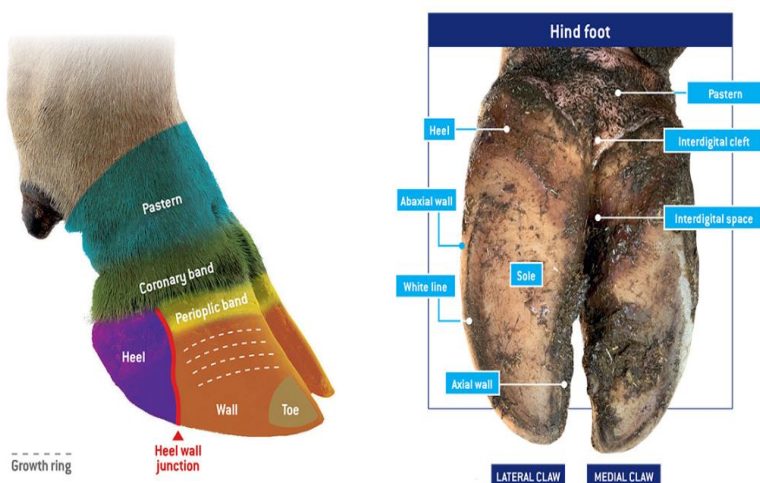 Pastern
Coronary band
Perioplic band
Heel
Wall
Toe
Growth ring
Heel wall
junction
Hind foot
Pastern
Heel
Interdigital cleft
Abaxial wall
Interdigital space
Sole
White line
Axial wall
LATERAL CLAW
MEDIAL CLAW